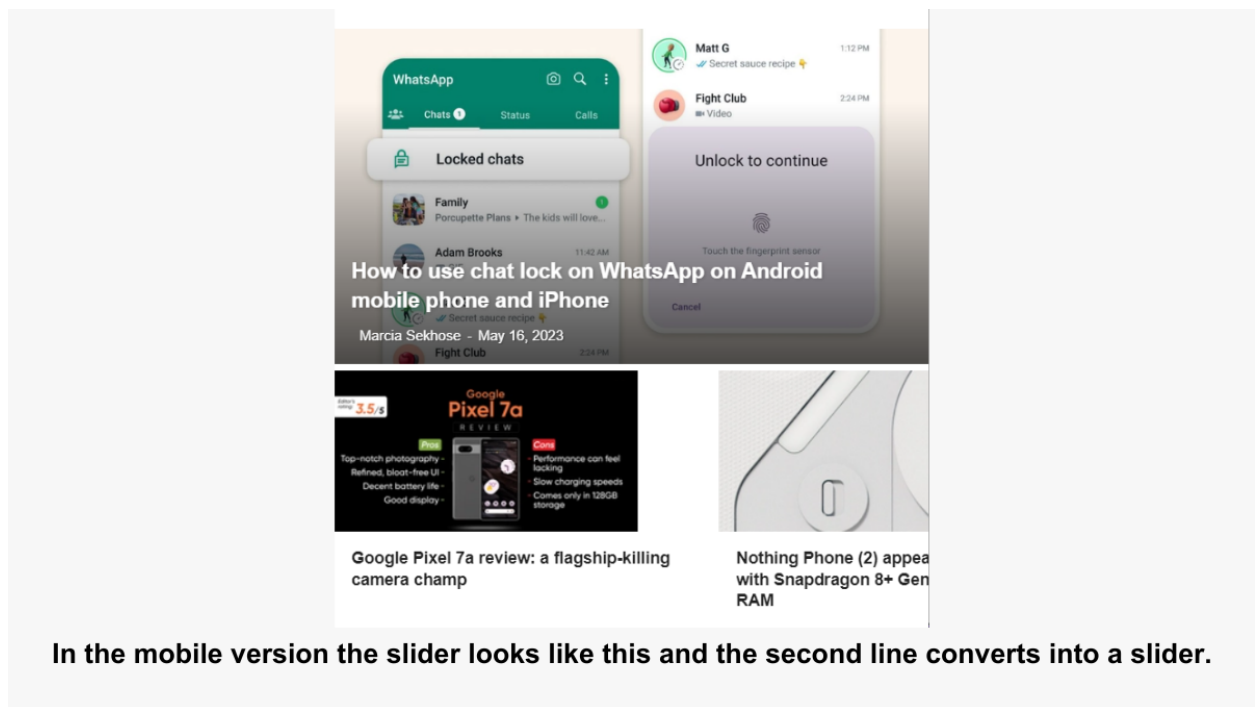 Matt G 1:12 PM
Secret sauce recipe 👇
WhatsApp
Fight Club 2:24 PM
Video
Chats 1 Status Calls
Locked chats
Unlock to continue
Family 1
Porcupette Plans ▸ The kids will love...
Adam Brooks 11:42 AM
Touch the fingerprint sensor
How to use chat lock on WhatsApp on Android
mobile phone and iPhone
Cancel
Secret sauce recipe 👇
Marcia Sekhose - May 16, 2023
Fight Club 2:24 PM
Editor's rating: 3.5/5
Google
Pixel 7a
REVIEW
Pros
Top-notch photography -
Refined, bloat-free UI -
Decent battery life -
Good display -
Cons
- Performance can feel
lacking
- Slow charging speeds
- Comes only in 128GB
storage
Google Pixel 7a review: a flagship-killing
camera champ
Nothing Phone (2) appea
with Snapdragon 8+ Gen
RAM
In the mobile version the slider looks like this and the second line converts into a slider.